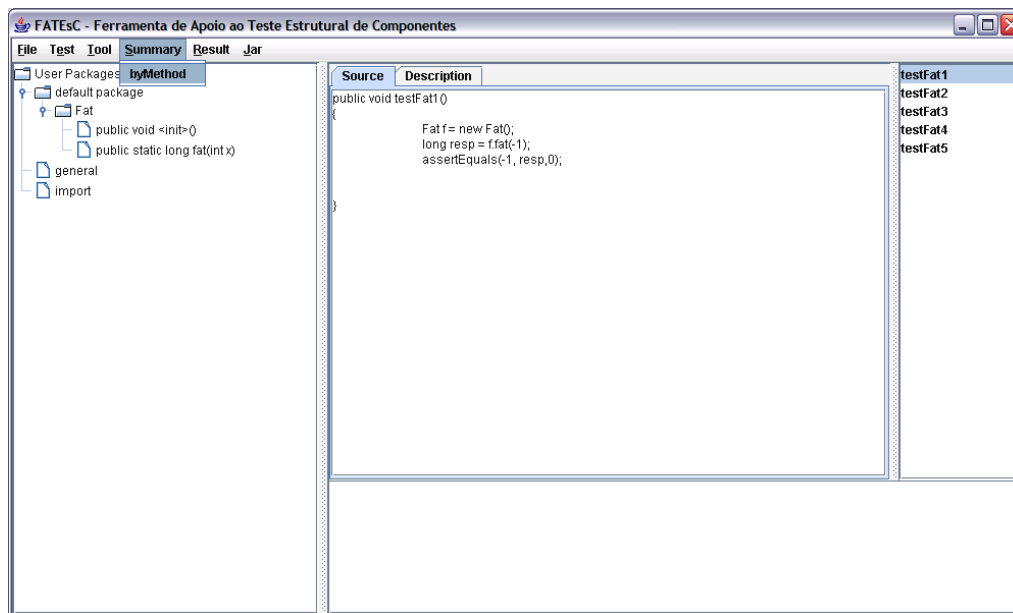 FATEsC - Ferramenta de Apoio ao Teste Estrutural de Componentes
File Test Tool Summary Result Jar
byMethod
User Packages
default package
Fat
public void <init>()
public static long fat(int x)
general
import
Source Description
public void testFat1()
{
Fat f = new Fat();
long resp = f.fat(-1);
assertEquals(-1, resp,0);
}
testFat1
testFat2
testFat3
testFat4
testFat5